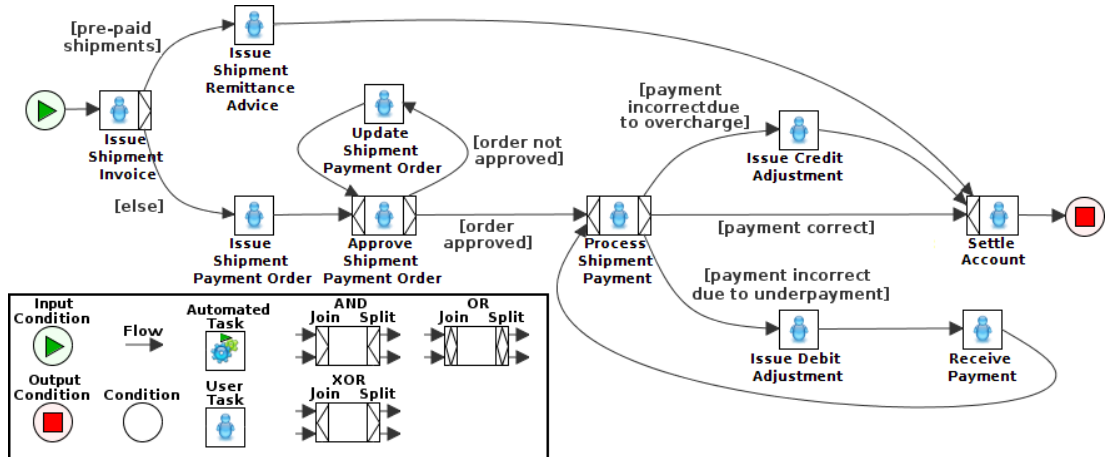 [pre-paid
shipments]
Issue
Shipment
Remittance
Advice
Issue
Shipment
Invoice
[else]
Update
Shipment
Payment Order
[order not
approved]
Issue
Shipment
Payment Order
Approve
Shipment
Payment Order
[order
approved]
[payment
incorrectdue
to overcharge]
Issue Credit
Adjustment
Process
Shipment
Payment
[payment correct]
Settle
Account
[payment incorrect
due to underpayment]
Issue Debit
Adjustment
Receive
Payment
Input
Condition
Flow
Automated
Task
AND
Join Split
OR
Join Split
Output
Condition
Condition
User
Task
XOR
Join Split